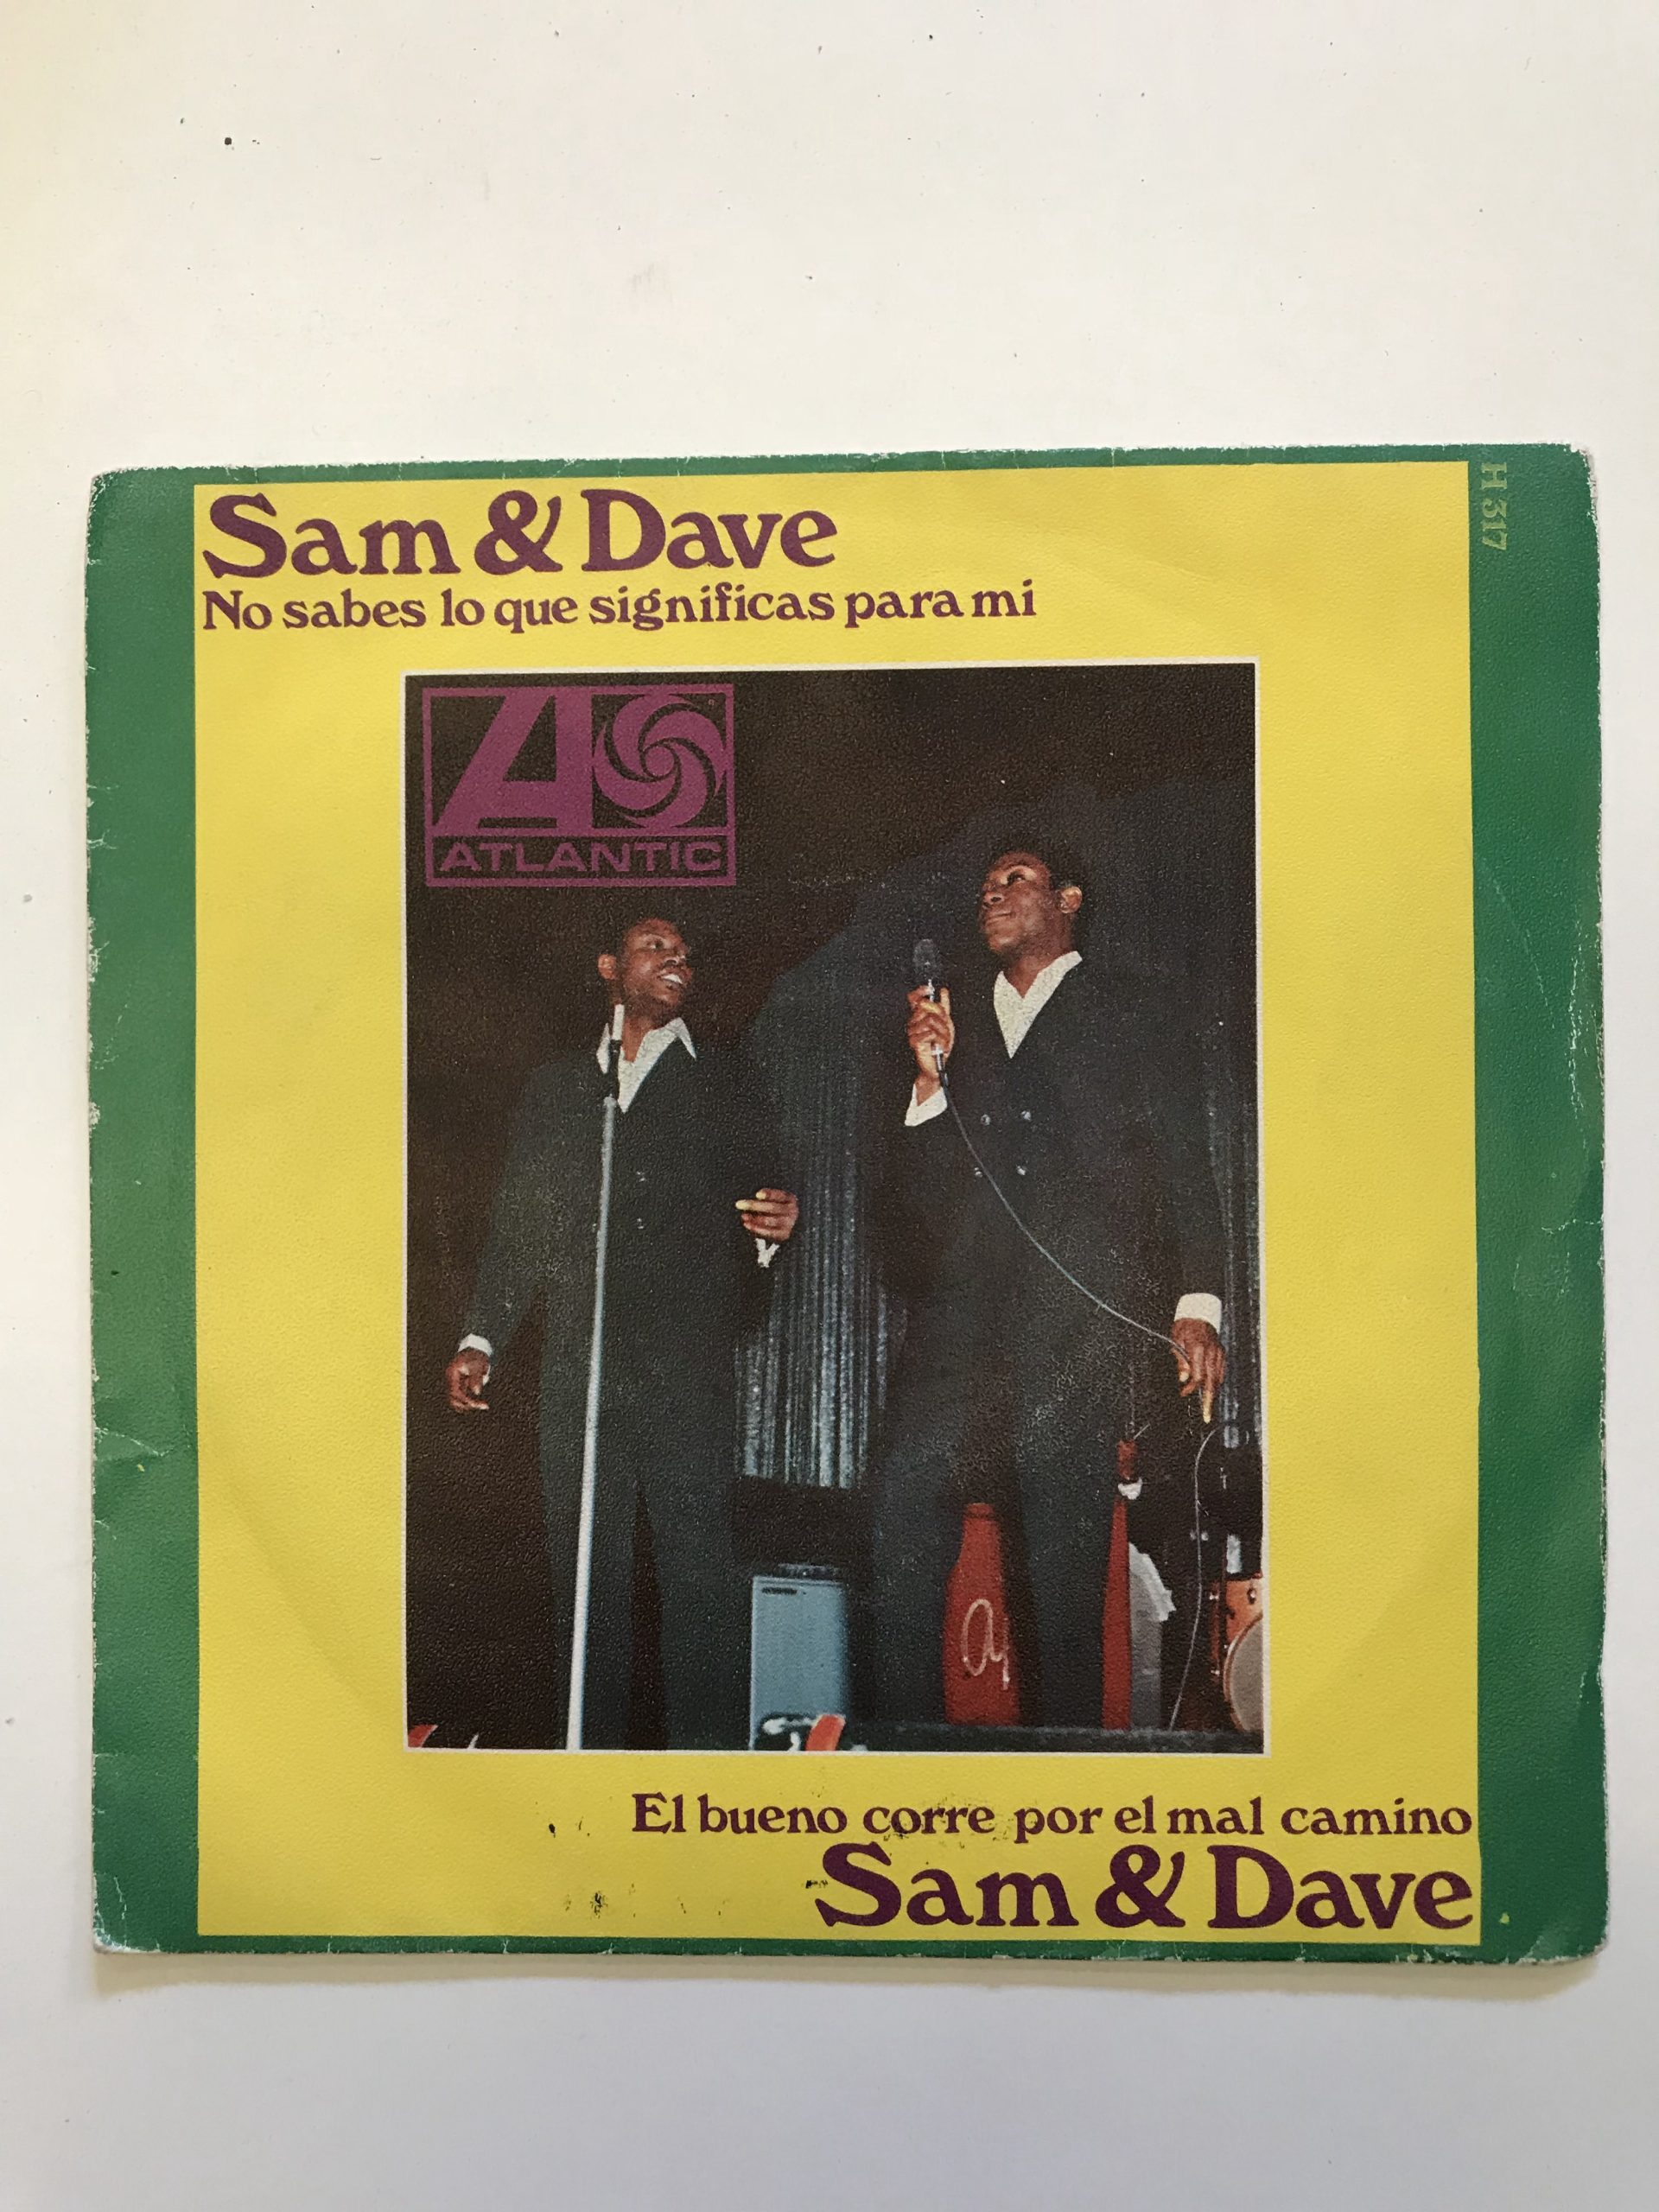 Sam & Dave
No sabes lo que significas para mi
H 317
ATLANTIC
El bueno corre por el mal camino
Sam & Dave